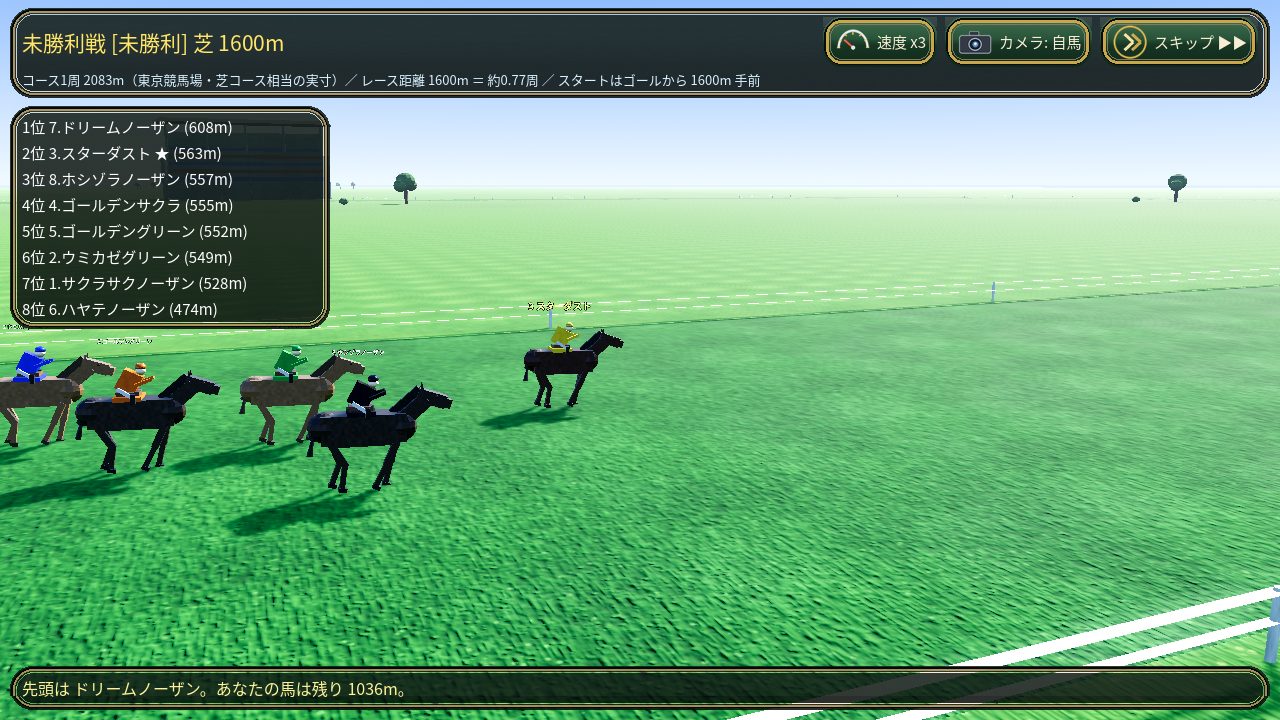 未勝利戦 [未勝利] 芝 1600m
速度 x3
カメラ: 自馬
スキップ ▶▶
コース1周 2083m（東京競馬場・芝コース相当の実寸）／ レース距離 1600m ＝ 約0.77周 ／ スタートはゴールから 1600m 手前
1位 7.ドリームノーザン (608m)
2位 3.スターダスト ★ (563m)
3位 8.ホシゾラノーザン (557m)
4位 4.ゴールデンサクラ (555m)
5位 5.ゴールデングリーン (552m)
6位 2.ウミカゼグリーン (549m)
7位 1.サクラサクノーザン (528m)
8位 6.ハヤテノーザン (474m)
3.スターダスト
先頭は ドリームノーザン。あなたの馬は残り 1036m。